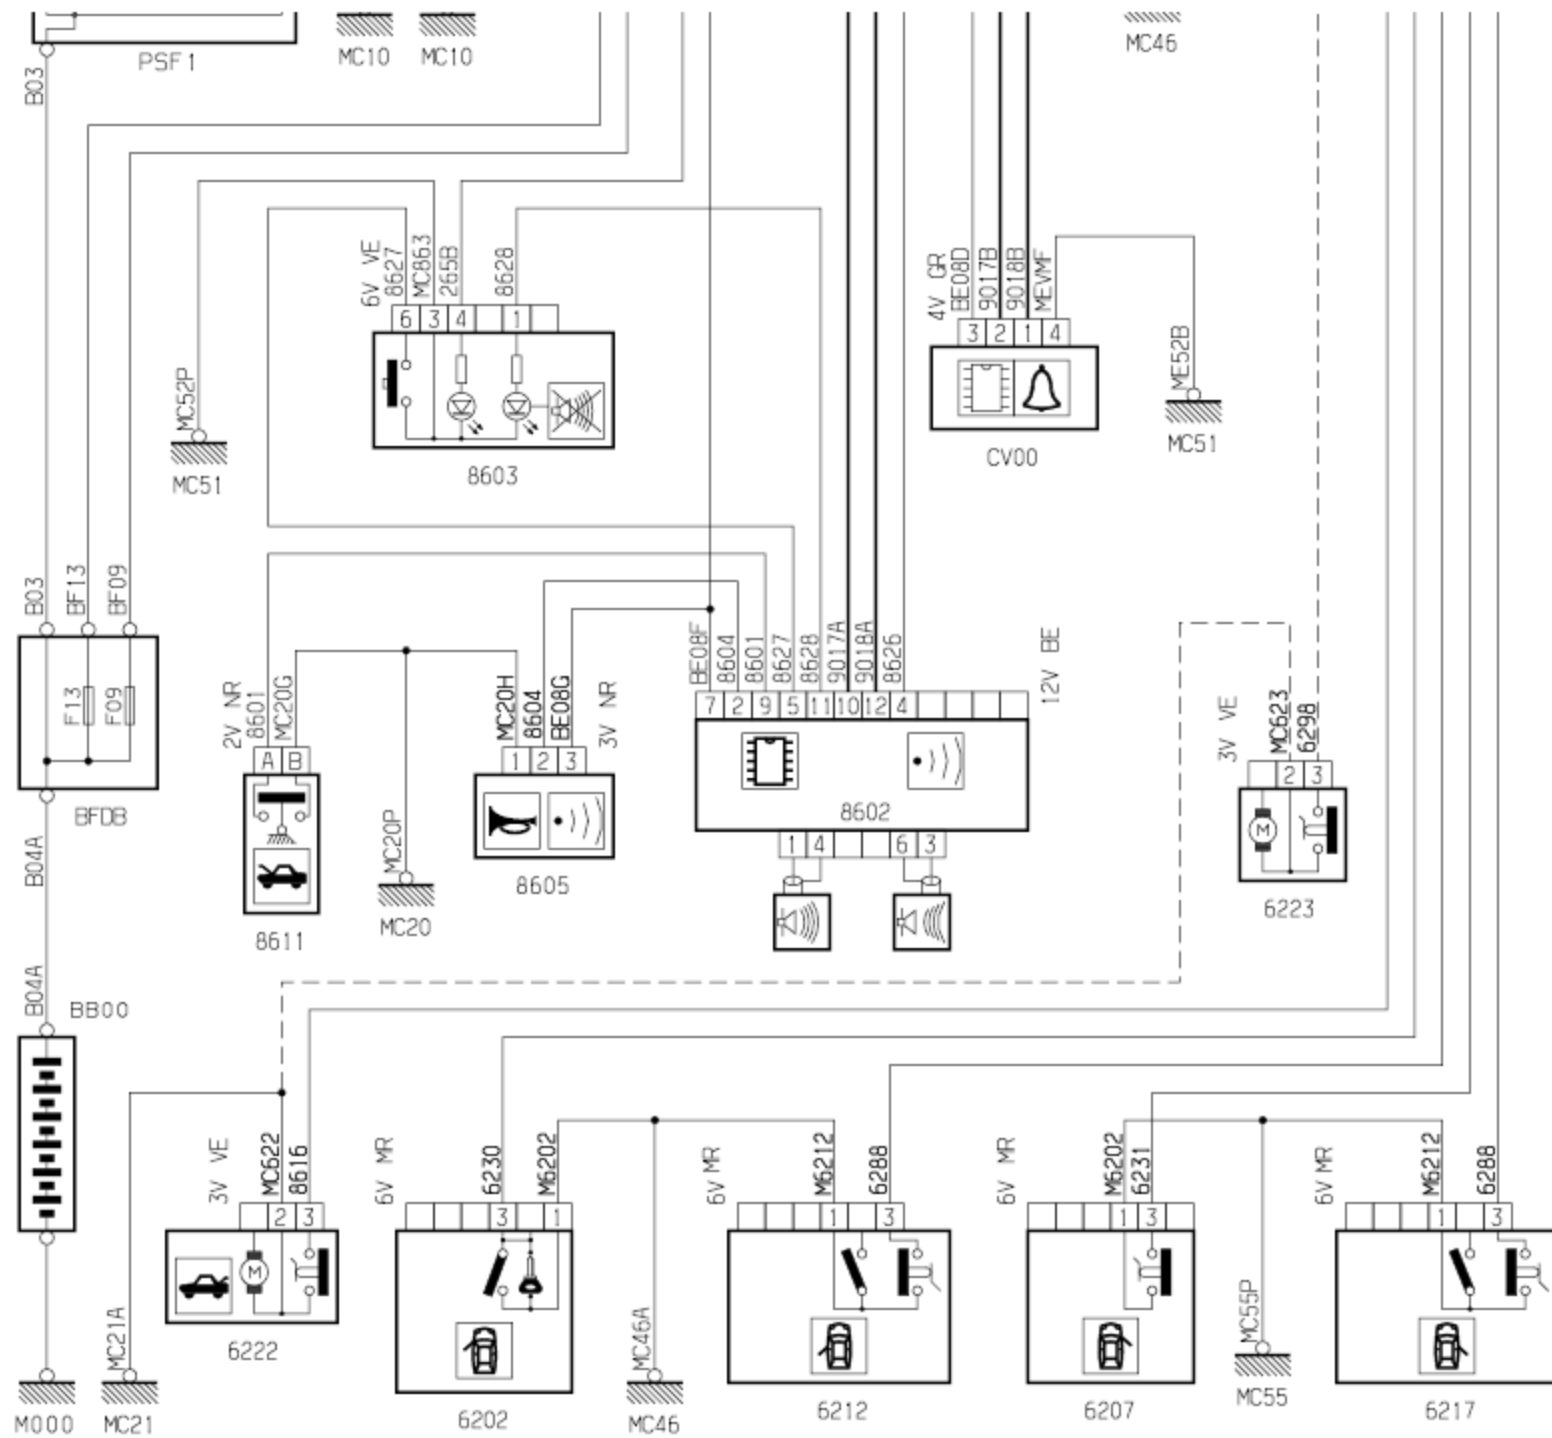 PSF1
MC10
MC10
MC46
B03
6V VE
8627
MC863
265B
8628
6
3
4
1
4V GR
BE08D
9017B
9018B
MEVMF
3
2
1
4
ME52B
MC51
CV00
MC52P
MC51
8603
B03
BF13
BF09
F13
F09
BFDB
2V NR
8601
MC20G
A
B
8611
MC20P
MC20
MC20H
8604
BE08G
3V NR
1
2
3
8605
BE08F
8604
8601
8627
8628
9017A
9018A
8626
12V BE
7
2
9
5
11
10
12
4
8602
1
4
6
3
3V VE
MC623
6298
2
3
M
6223
B04A
B04A
BB00
M000
MC21A
MC21
3V VE
MC622
8616
2
3
M
6222
6V MR
6230
M6202
3
1
6202
MC46A
MC46
6V MR
M6212
6288
1
3
6212
6V MR
M6202
6231
1
3
6207
MC55P
MC55
6V MR
M6212
6288
1
3
6217